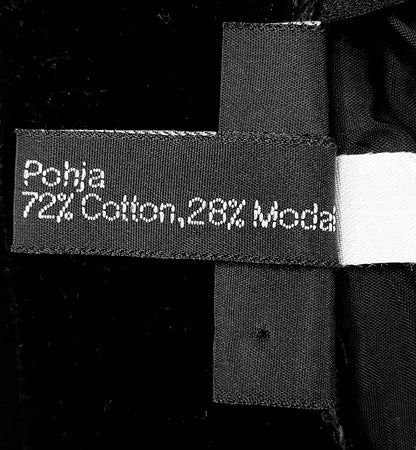 Pohja
72% Cotton, 28% Modal